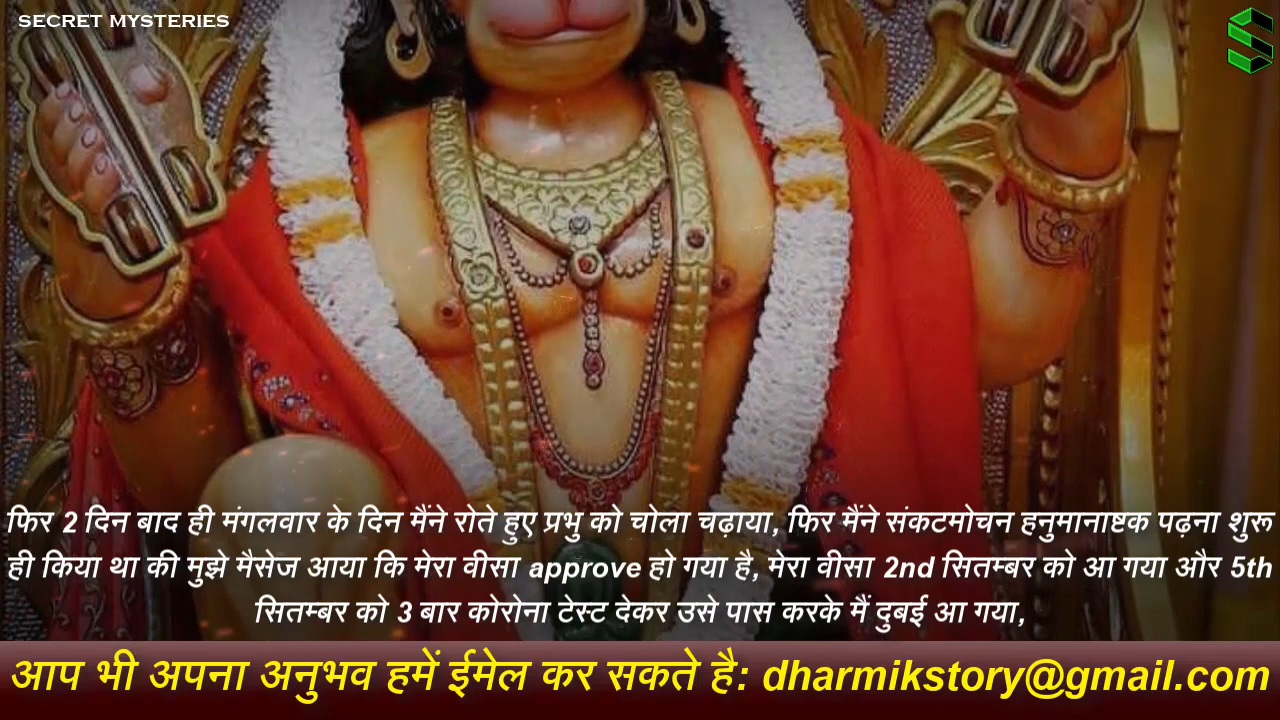 SECRET MYSTERIES
फिर 2 दिन बाद ही मंगलवार के दिन मैंने रोते हुए प्रभु को चोला चढ़ाया, फिर मैंने संकटमोचन हनुमानाष्टक पढ़ना शुरू
ही किया था की मुझे मैसेज आया कि मेरा वीसा approve हो गया है, मेरा वीसा 2nd सितम्बर को आ गया और 5th
सितम्बर को 3 बार कोरोना टेस्ट देकर उसे पास करके मैं दुबई आ गया,
आप भी अपना अनुभव हमें ईमेल कर सकते है: dharmikstory@gmail.com